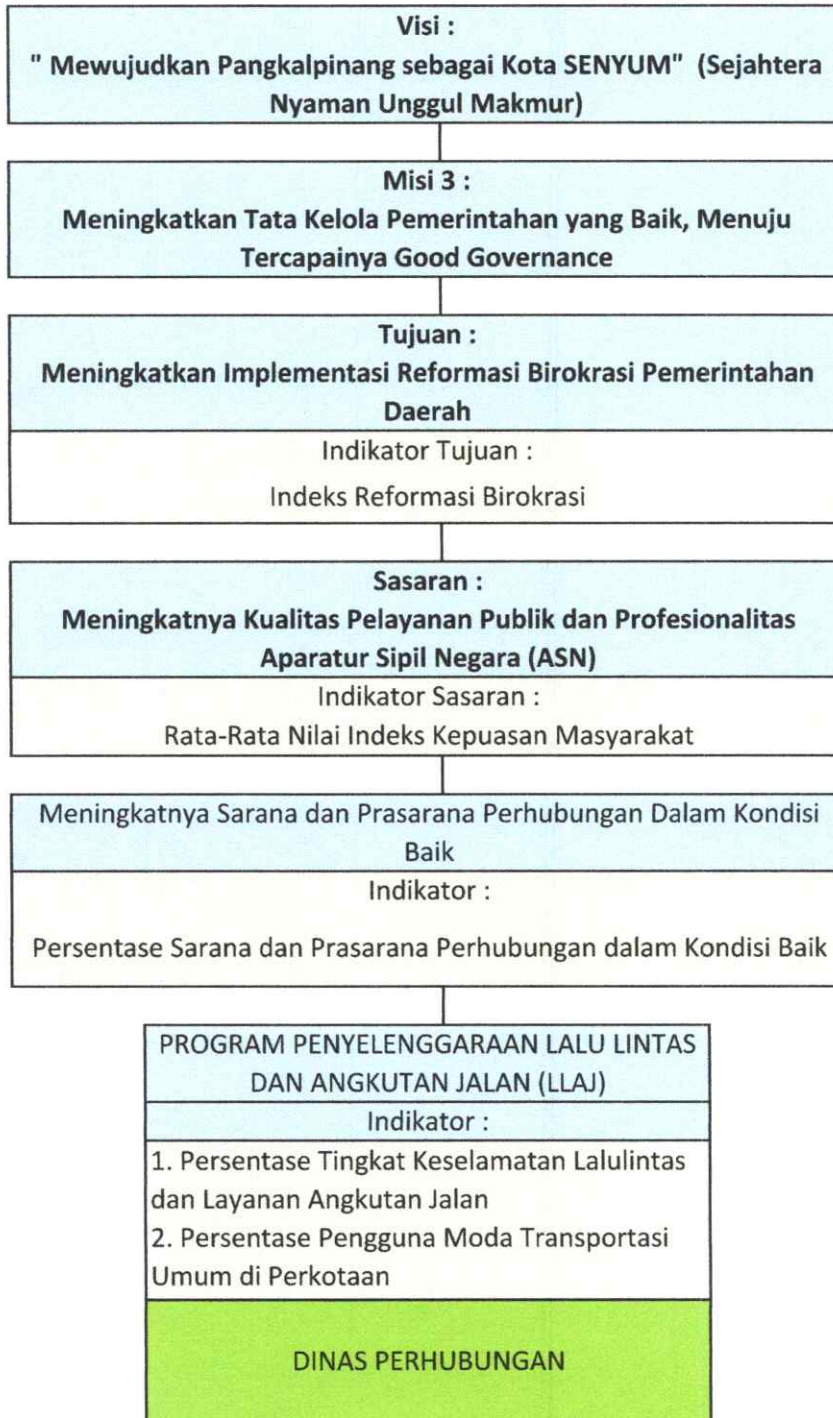 Visi :
" Mewujudkan Pangkalpinang sebagai Kota SENYUM" (Sejahtera
Nyaman Unggul Makmur)
Misi 3 :
Meningkatkan Tata Kelola Pemerintahan yang Baik, Menuju
Tercapainya Good Governance
Tujuan :
Meningkatkan Implementasi Reformasi Birokrasi Pemerintahan
Daerah
Indikator Tujuan :
Indeks Reformasi Birokrasi
Sasaran :
Meningkatnya Kualitas Pelayanan Publik dan Profesionalitas
Aparatur Sipil Negara (ASN)
Indikator Sasaran :
Rata-Rata Nilai Indeks Kepuasan Masyarakat
Meningkatnya Sarana dan Prasarana Perhubungan Dalam Kondisi
Baik
Indikator :
Persentase Sarana dan Prasarana Perhubungan dalam Kondisi Baik
PROGRAM PENYELENGGARAAN LALU LINTAS
DAN ANGKUTAN JALAN (LLAJ)
Indikator :
1. Persentase Tingkat Keselamatan Lalulintas
dan Layanan Angkutan Jalan
2. Persentase Pengguna Moda Transportasi
Umum di Perkotaan
DINAS PERHUBUNGAN